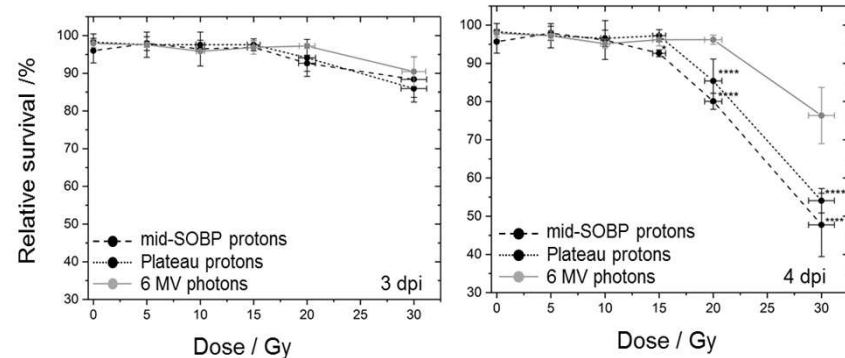 Relative survival /%
100
90
80
70
60
50
40
30
0 5 10 15 20 25 30
Dose / Gy
mid-SOBP protons
Plateau protons
6 MV photons
3 dpi
100
90
80
70
60
50
40
30
0 5 10 15 20 25 30
Dose / Gy
*
****
****
****
****
mid-SOBP protons
Plateau protons
6 MV photons
4 dpi